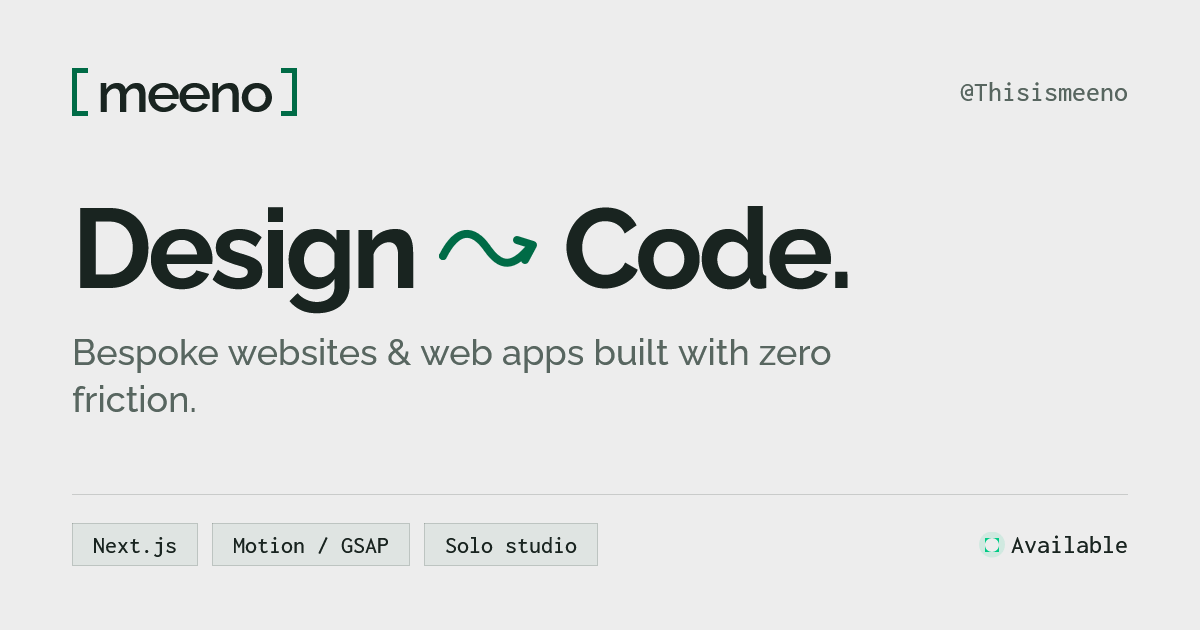 [ meeno ]
@Thisismeeno
Design Code.
Bespoke websites & web apps built with zero
friction.
Next.js
Motion / GSAP
Solo studio
Available